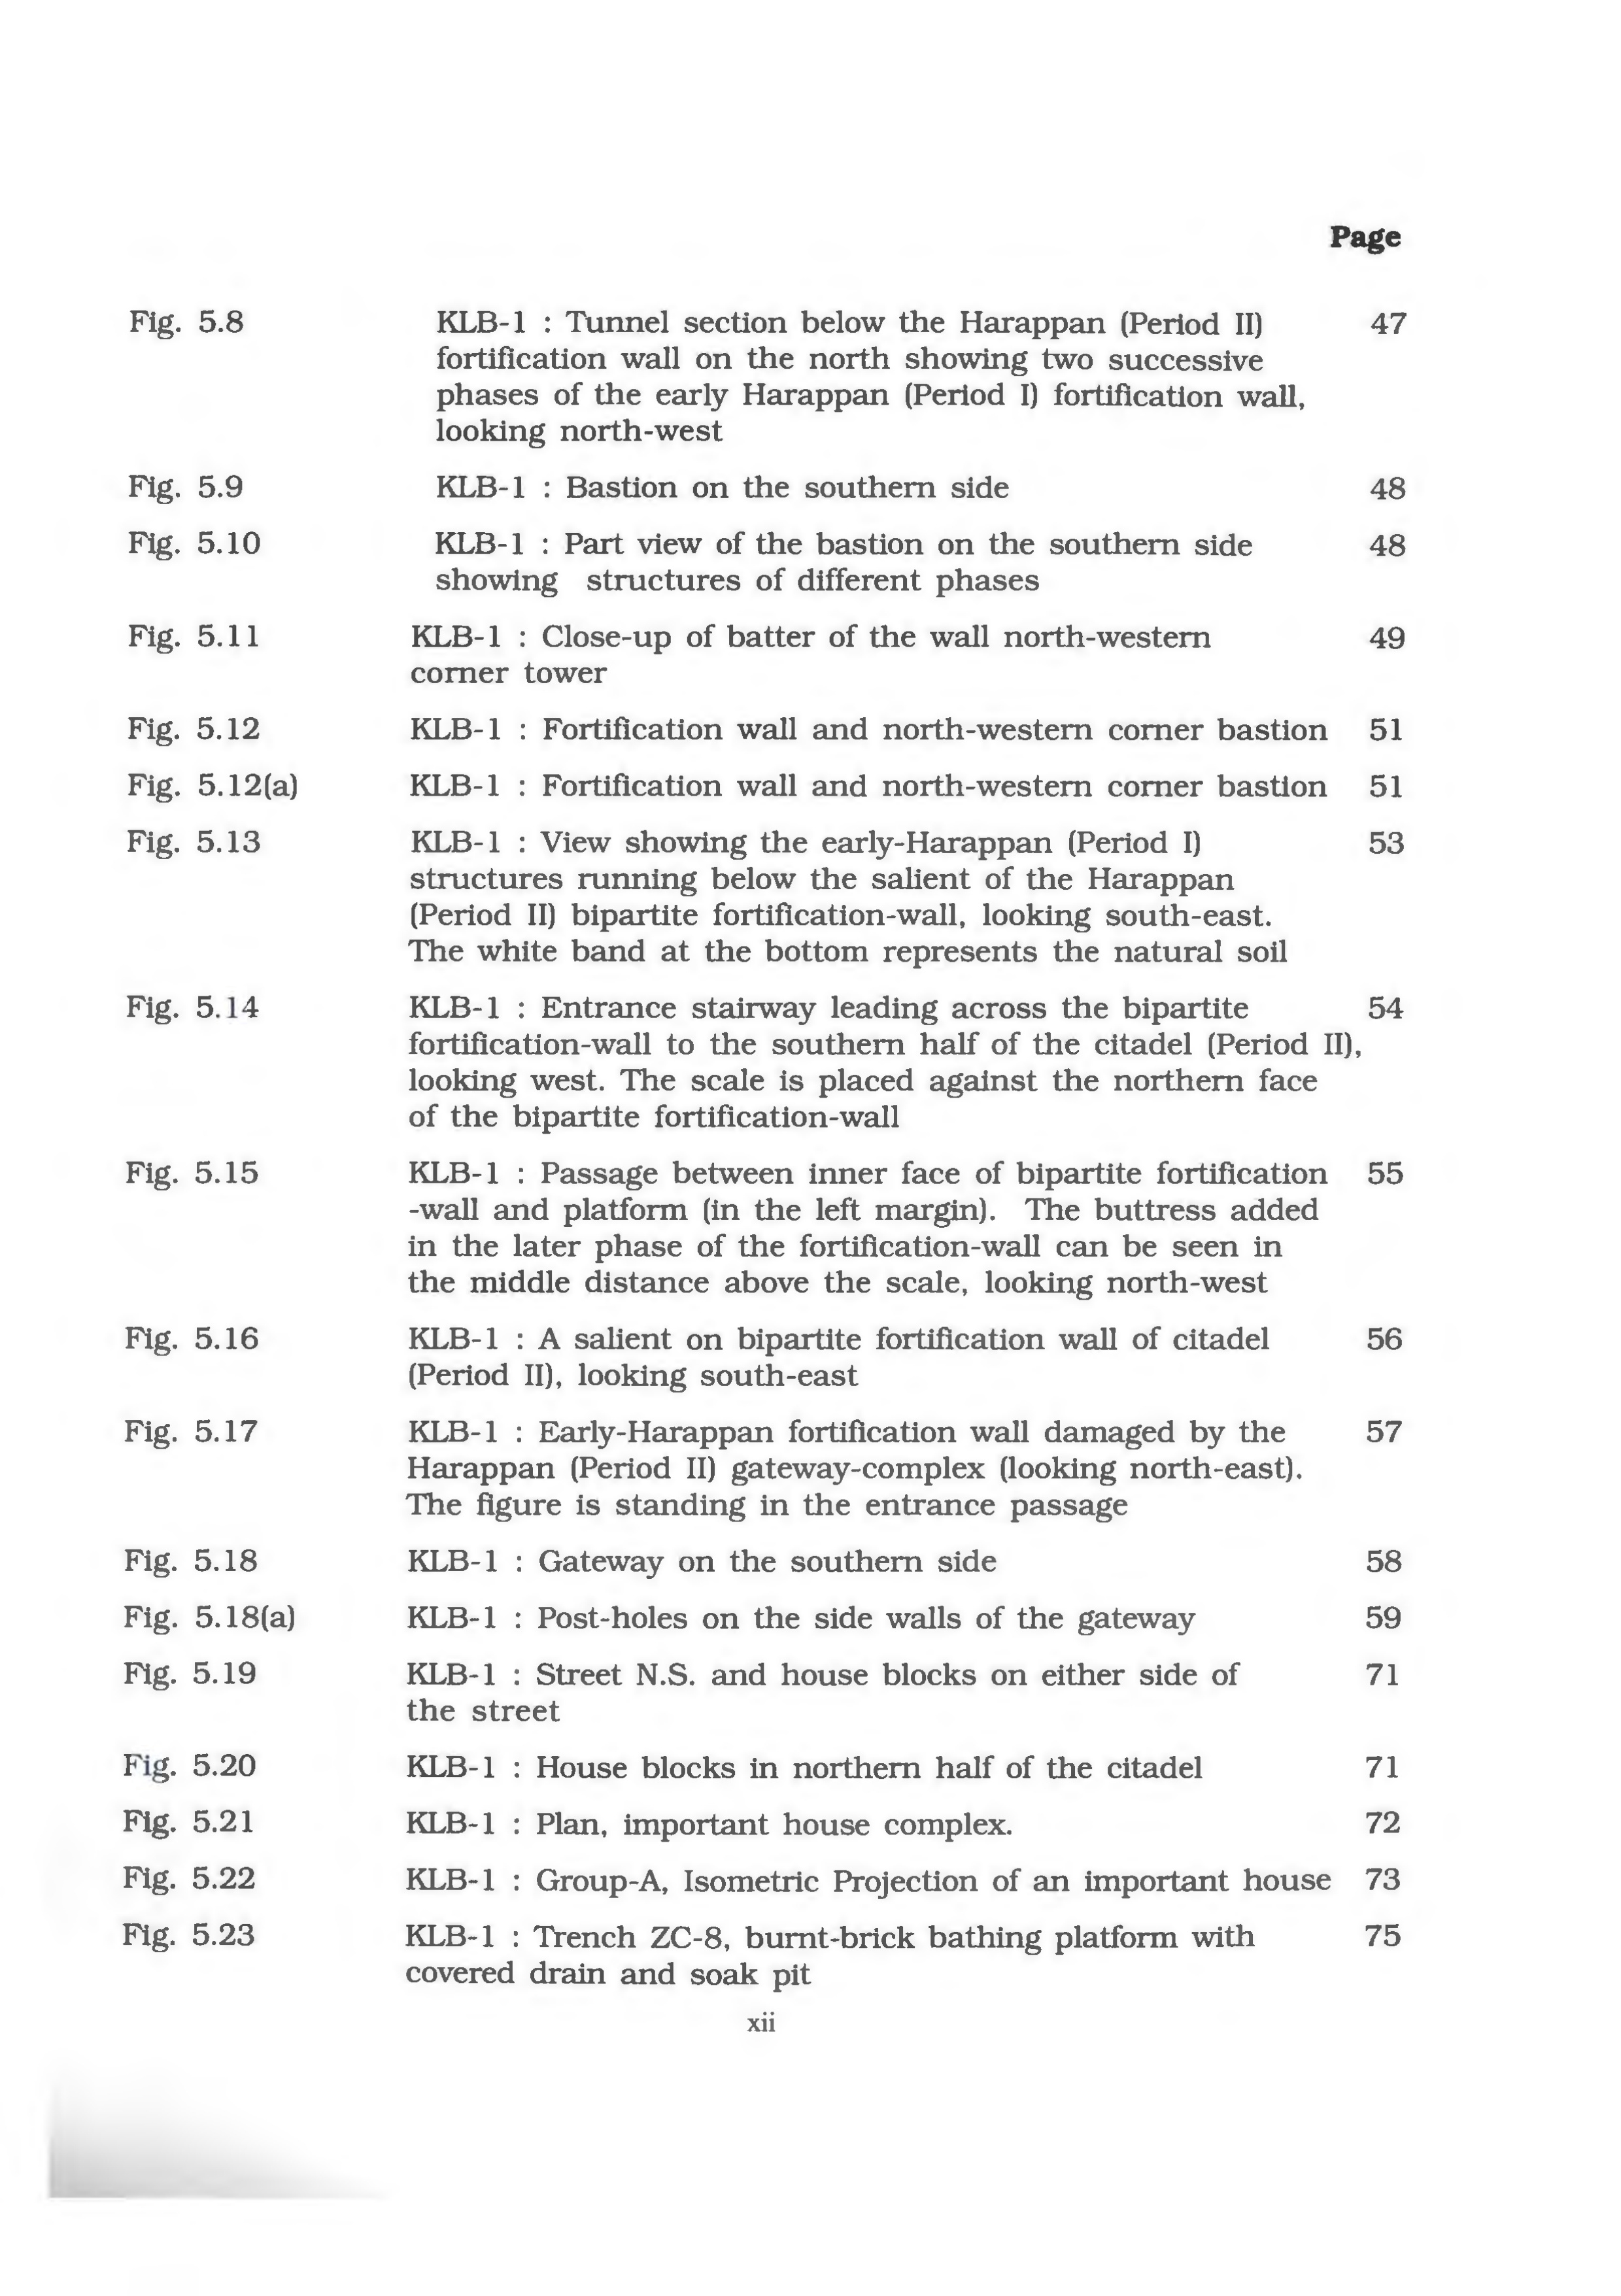 Page
Fig. 5.8 KLB-1 : Tunnel section below the Harappan (Period II) 47
fortification wall on the north showing two successive
phases of the early Harappan (Period I) fortification wall,
looking north-west
Fig. 5.9 KLB-1 : Bastion on the southern side 48
Fig. 5.10 KLB-1 : Part view of the bastion on the southern side 48
showing structures of different phases
Fig. 5.11 KLB-1 : Close-up of batter of the wall north-western 49
corner tower
Fig. 5.12 KLB-1 : Fortification wall and north-western corner bastion 51
Fig. 5.12(a) KLB-1 : Fortification wall and north-western corner bastion 51
Fig. 5.13 KLB-1 : View showing the early-Harappan (Period I) 53
structures running below the salient of the Harappan
(Period II) bipartite fortification-wall, looking south-east.
The white band at the bottom represents the natural soil
Fig. 5.14 KLB-1 : Entrance stairway leading across the bipartite 54
fortification-wall to the southern half of the citadel (Period II),
looking west. The scale is placed against the northern face
of the bipartite fortification-wall
Fig. 5.15 KLB-1 : Passage between inner face of bipartite fortification 55
-wall and platform (in the left margin). The buttress added
in the later phase of the fortification-wall can be seen in
the middle distance above the scale, looking north-west
Fig. 5.16 KLB-1 : A salient on bipartite fortification wall of citadel 56
(Period II), looking south-east
Fig. 5.17 KLB-1 : Early-Harappan fortification wall damaged by the 57
Harappan (Period II) gateway-complex (looking north-east).
The figure is standing in the entrance passage
Fig. 5.18 KLB-1 : Gateway on the southern side 58
Fig. 5.18(a) KLB-1 : Post-holes on the side walls of the gateway 59
Fig. 5.19 KLB-1 : Street N.S. and house blocks on either side of 71
the street
Fig. 5.20 KLB-1 : House blocks in northern half of the citadel 71
Fig. 5.21 KLB-1 : Plan, important house complex. 72
Fig. 5.22 KLB-1 : Group-A, Isometric Projection of an important house 73
Fig. 5.23 KLB-1 : Trench ZC-8, burnt-brick bathing platform with 75
covered drain and soak pit
xii